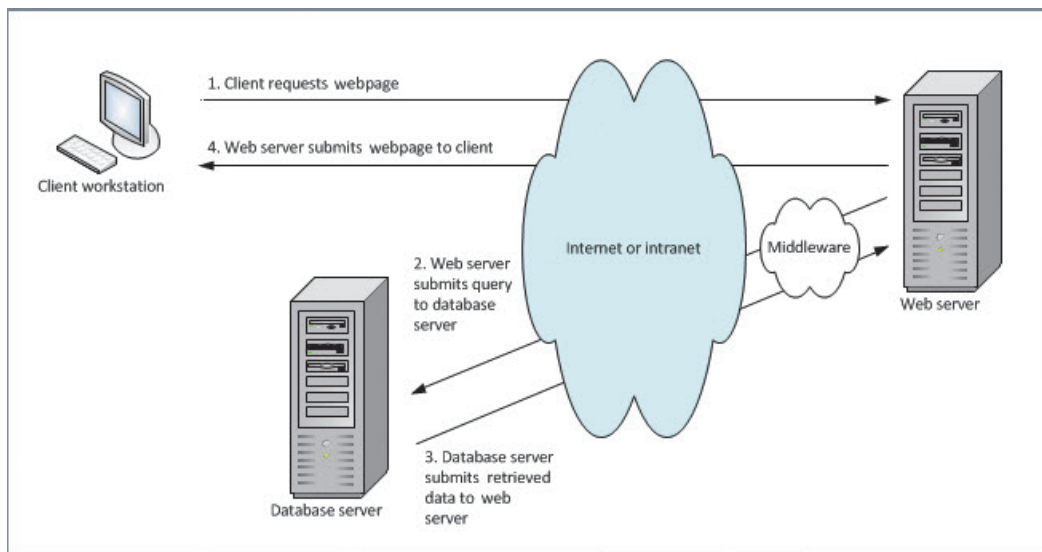 1. Client requests webpage
4. Web server submits webpage to client
Client workstation
Internet or intranet
Middleware
Web server
2. Web server
submits query
to database
server
3. Database server
submits retrieved
data to web
server
Database server